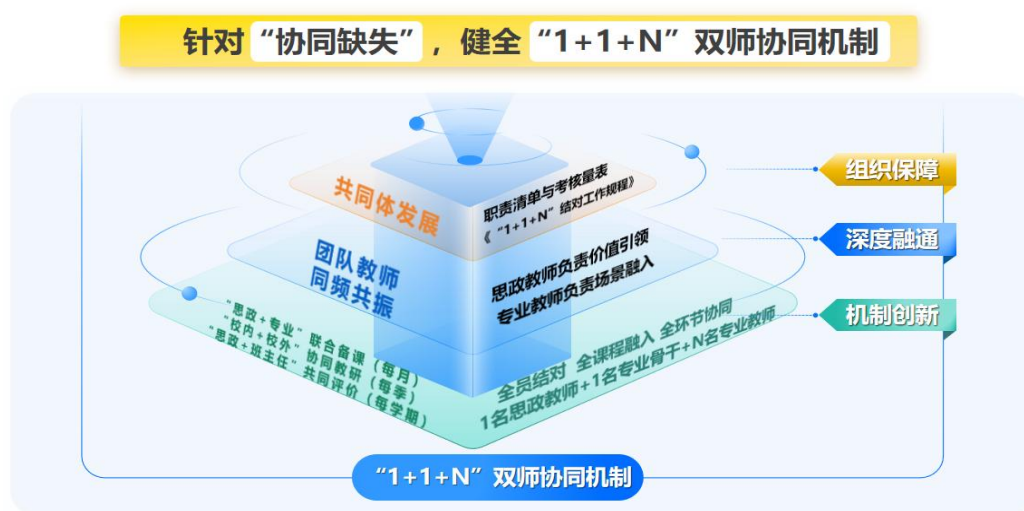 针对“协同缺失”，健全“1+1+N”双师协同机制
共同体发展
职责清单与考核量表
《“1+1+N”结对工作规程》
组织保障
团队教师
同频共振
思政教师负责价值引领
专业教师负责场景融入
深度融通
“思政+专业”联合备课（每月）
“校内+校外”协同教研（每季）
“思政+班主任”共同评价（每学期）
全员结对 全课程融入 全环节协同
1名思政教师+1名专业骨干+N名专业教师
机制创新
“1+1+N”双师协同机制